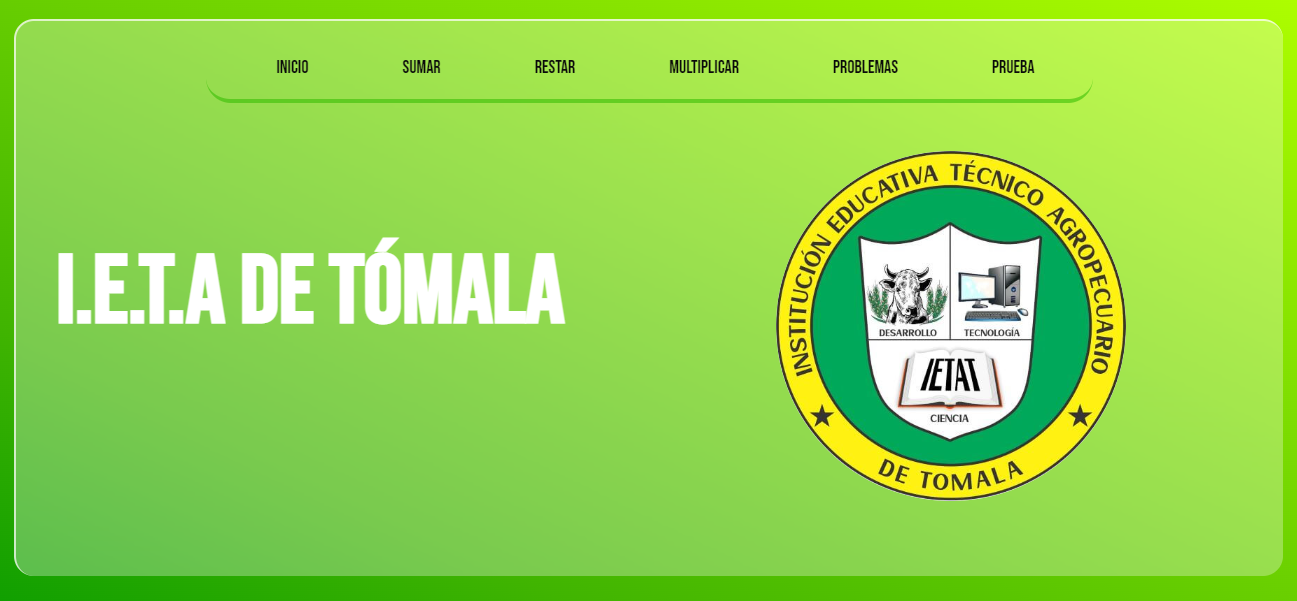 INICIO
SUMAR
RESTAR
MULTIPLICAR
PROBLEMAS
PRUEBA
I.E.T.A DE TÓMALA
INSTITUCIÓN EDUCATIVA TÉCNICO AGROPECUARIO
DESARROLLO
TECNOLOGÍA
IETAT
CIENCIA
DE TOMALA